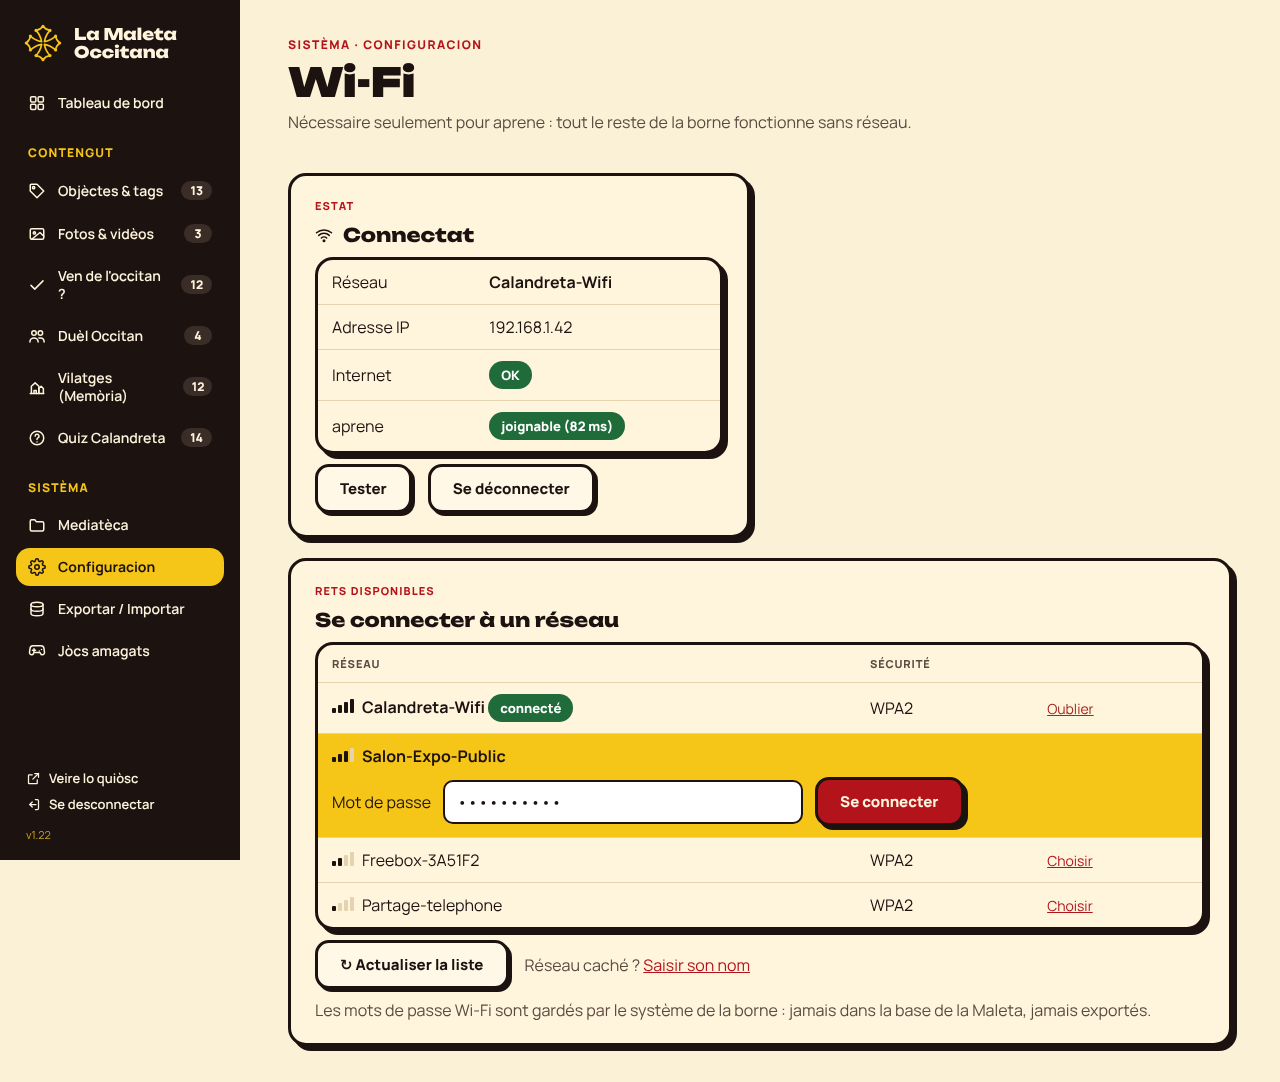 La Maleta
Occitana
Tableau de bord
CONTENGUT
Objèctes & tags 13
Fotos & vidèos 3
Ven de l'occitan
? 12
Duèl Occitan 4
Vilatges
(Memòria) 12
Quiz Calandreta 14
SISTÈMA
Mediatèca
Configuracion
Exportar / Importar
Jòcs amagats
Veire lo quiòsc
Se desconnectar
v1.22
SISTÈMA · CONFIGURACION
Wi-Fi
Nécessaire seulement pour aprene : tout le reste de la borne fonctionne sans réseau.
ESTAT
Connectat
Réseau Calandreta-Wifi
Adresse IP 192.168.1.42
Internet OK
aprene joignable (82 ms)
Tester Se déconnecter
RETS DISPONIBLES
Se connecter à un réseau
RÉSEAU SÉCURITÉ
Calandreta-Wifi connecté WPA2 Oublier
Salon-Expo-Public
Mot de passe •••••••••• Se connecter
Freebox-3A51F2 WPA2 Choisir
Partage-telephone WPA2 Choisir
↻ Actualiser la liste Réseau caché ? Saisir son nom
Les mots de passe Wi-Fi sont gardés par le système de la borne : jamais dans la base de la Maleta, jamais exportés.